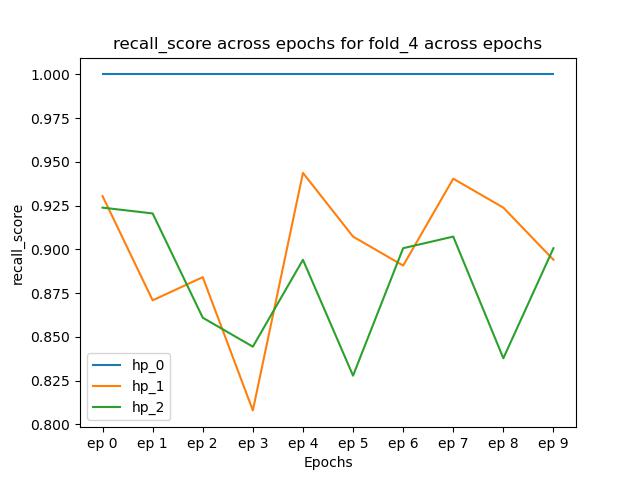 recall_score across epochs for fold_4 across epochs
1.000
0.975
0.950
0.925
0.900
0.875
0.850
0.825
0.800
recall_score
hp_0
hp_1
hp_2
ep 0 ep 1 ep 2 ep 3 ep 4 ep 5 ep 6 ep 7 ep 8 ep 9
Epochs